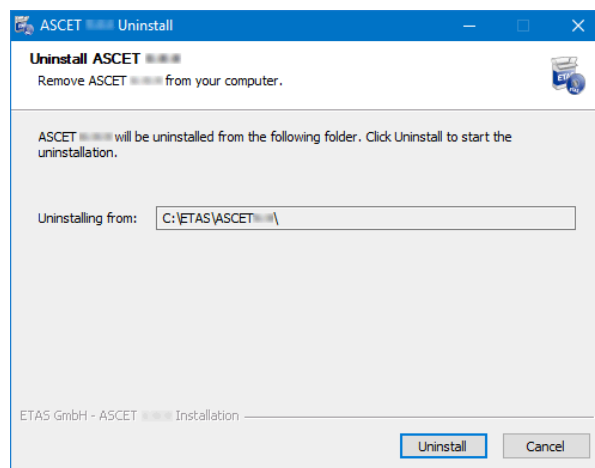 ASCET Uninstall
Uninstall ASCET
Remove ASCET from your computer.
ASCET will be uninstalled from the following folder. Click Uninstall to start the
uninstallation.
Uninstalling from: C:\ETAS\ASCET \
ETAS GmbH - ASCET Installation
Uninstall Cancel